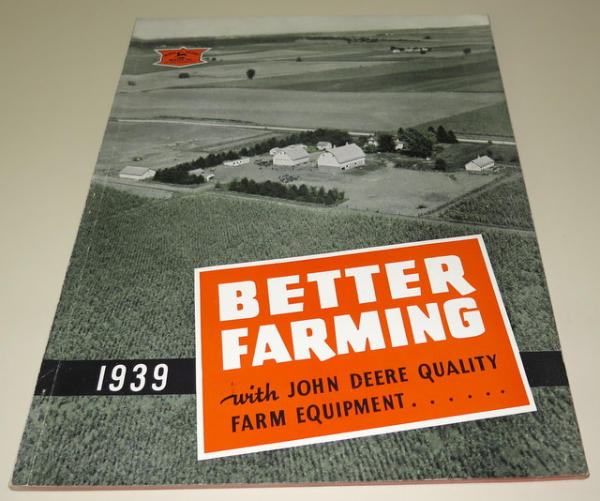 BETTER
FARMING
1939
with JOHN DEERE QUALITY
FARM EQUIPMENT......